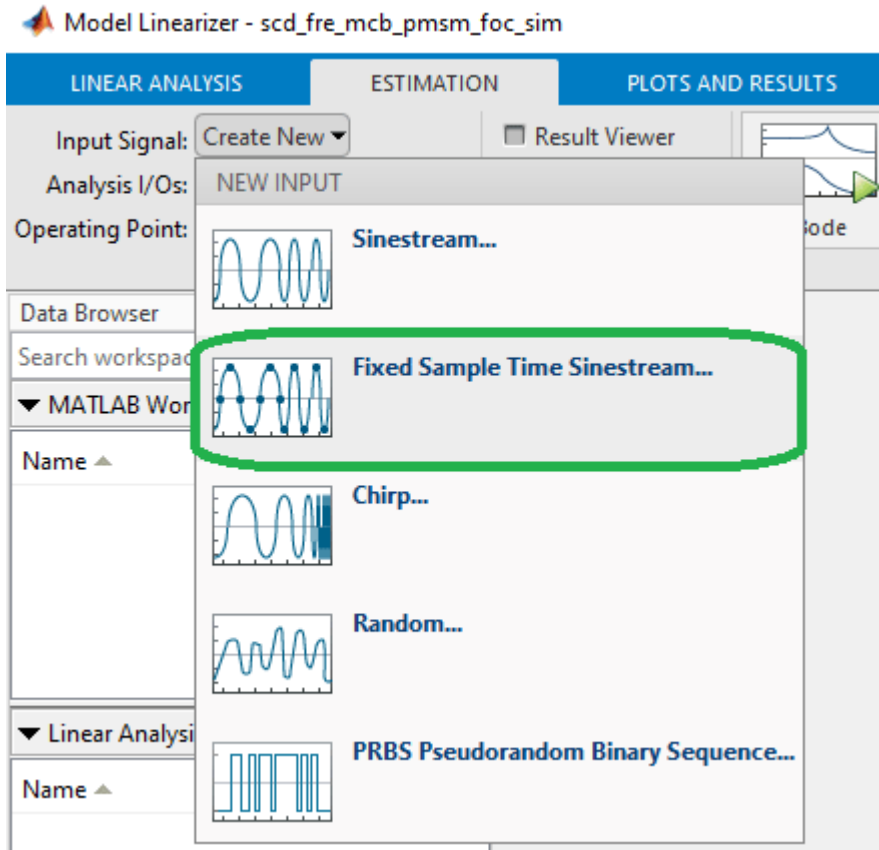 Model Linearizer - scd_fre_mcb_pmsm_foc_sim
LINEAR ANALYSIS ESTIMATION PLOTS AND RESULTS
Input Signal: Create New Result Viewer
Analysis I/Os: NEW INPUT
Operating Point: Bode
Sinestream...
Data Browser
Search workspac
Fixed Sample Time Sinestream...
MATLAB Wor
Name
Chirp...
Random...
Linear Analysi
PRBS Pseudorandom Binary Sequence...
Name